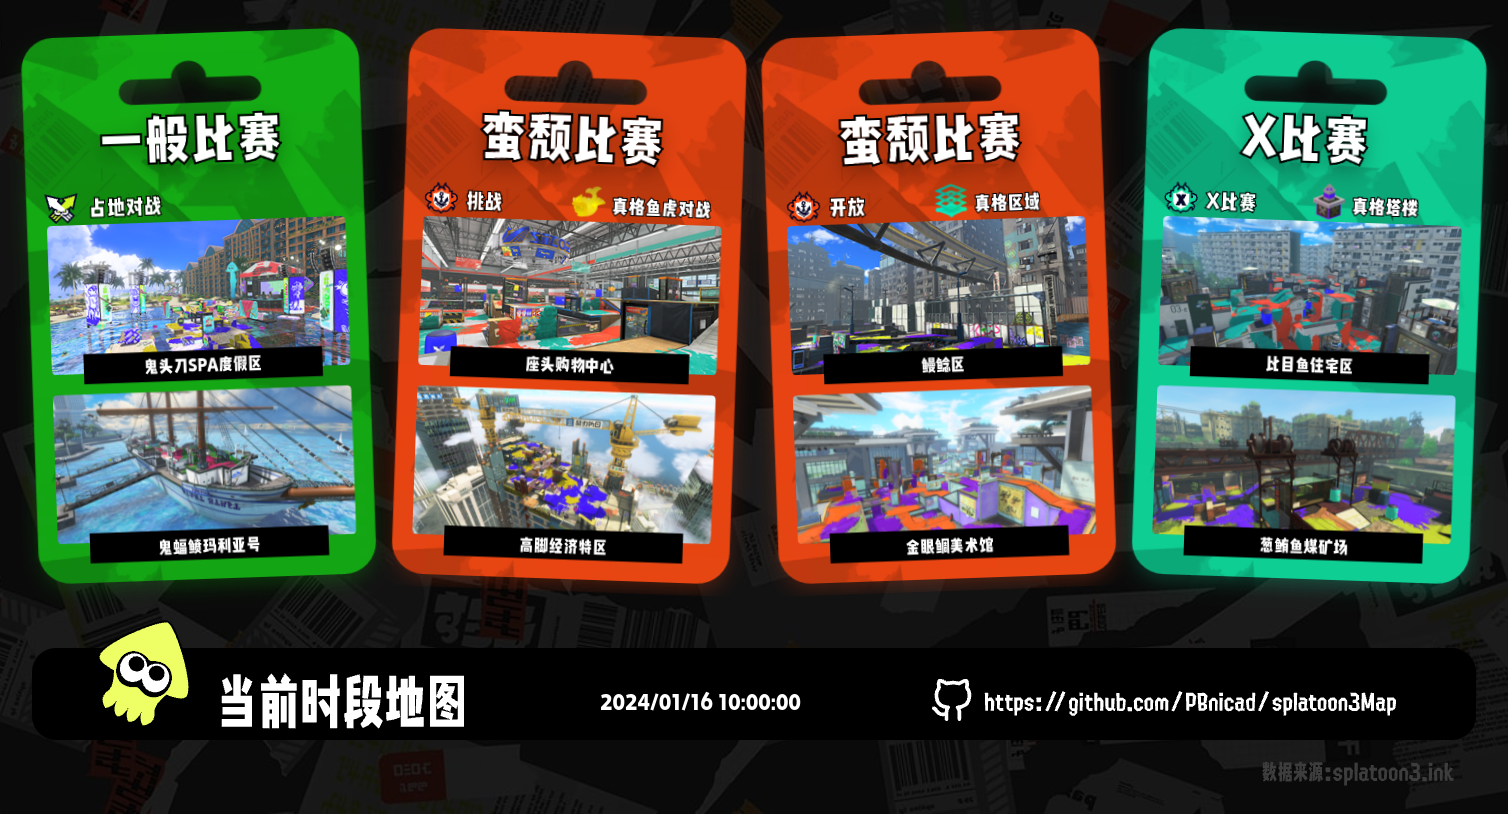 一般比赛
占地对战
鬼头刀SPA度假区
鬼蝠鲼玛利亚号
蛮颓比赛
挑战
真格鱼虎对战
座头购物中心
高脚经济特区
蛮颓比赛
开放
真格区域
鳗鲶区
金眼鲷美术馆
X比赛
X比赛
真格塔楼
比目鱼住宅区
葱鲔鱼煤矿场
当前时段地图
2024/01/16 10:00:00
https://github.com/PBnicad/splatoon3Map
数据来源:splatoon3.ink